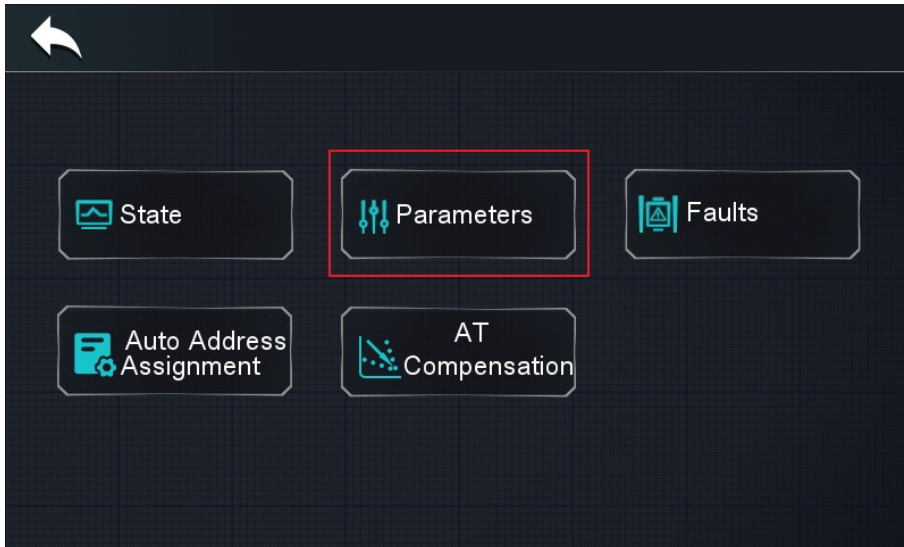 State
Parameters
Faults
Auto Address
Assignment
AT
Compensation